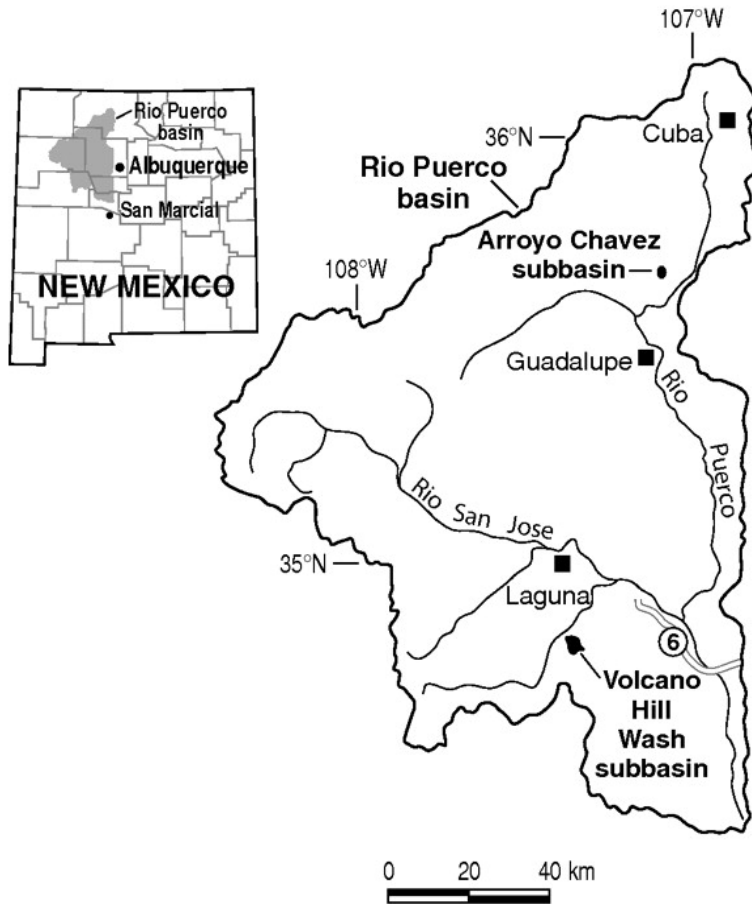 Rio Puerco
basin
Albuquerque
San Marcial
NEW MEXICO
107°W
Cuba
36°N
Rio Puerco
basin
Arroyo Chavez
subbasin
108°W
Guadalupe
Rio Puerco
Rio San Jose
35°N
Laguna
6
Volcano
Hill
Wash
subbasin
0 20 40 km